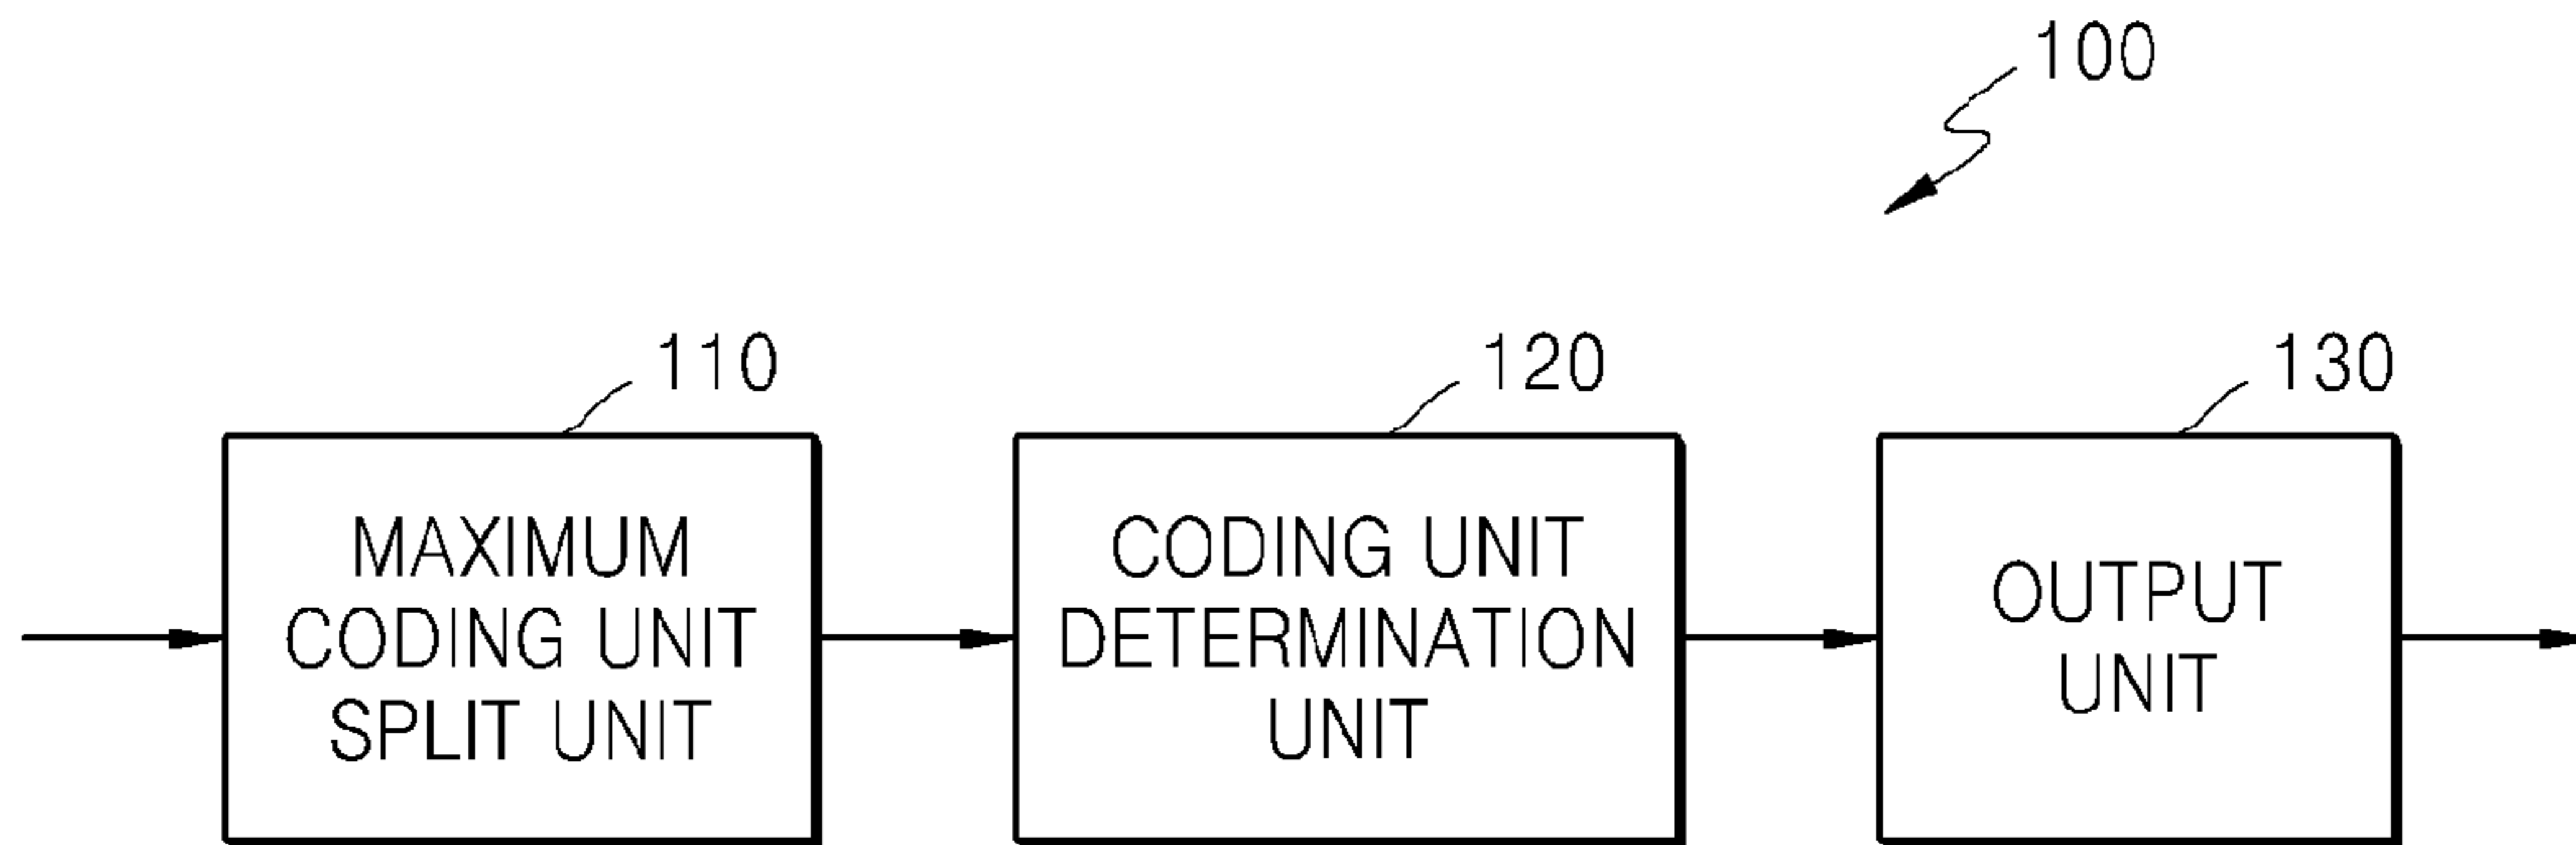 100
110
120
130
MAXIMUM
CODING UNIT
SPLIT UNIT
CODING UNIT
DETERMINATION
UNIT
OUTPUT
UNIT